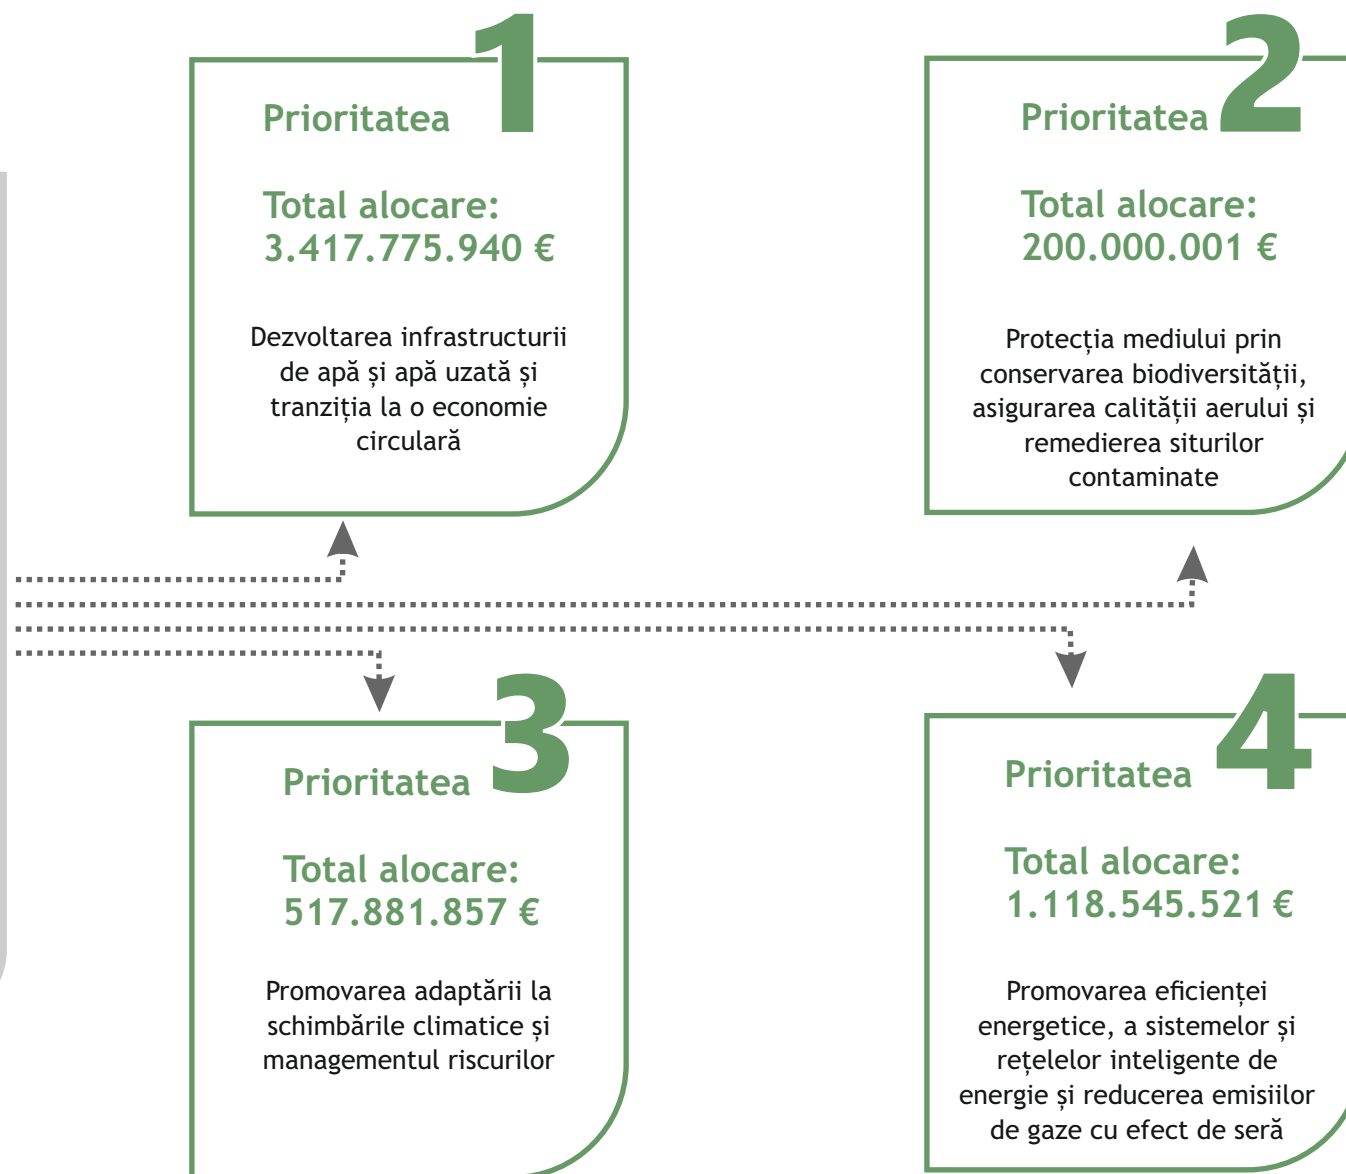 Prioritatea 1
Total alocare:
3.417.775.940 €
Dezvoltarea infrastructurii
de apă și apă uzată și
tranziția la o economie
circulară
Prioritatea 2
Total alocare:
200.000.001 €
Protecția mediului prin
conservarea biodiversității,
asigurarea calității aerului și
remedierea siturilor
contaminate
Prioritatea 3
Total alocare:
517.881.857 €
Promovarea adaptării la
schimbările climatice și
managementul riscurilor
Prioritatea 4
Total alocare:
1.118.545.521 €
Promovarea eficienței
energetice, a sistemelor și
rețelelor inteligente de
energie și reducerea emisiilor
de gaze cu efect de seră